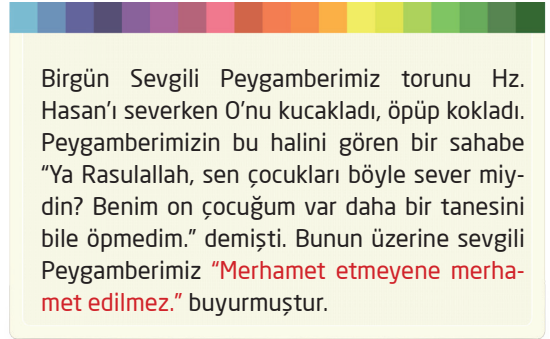 Birgün Sevgili Peygamberimiz torunu Hz.
Hasan’ı severken O’nu kucakladı, öpüp kokladı.
Peygamberimizin bu halini gören bir sahabe
“Ya Rasulallah, sen çocukları böyle sever miy-
din? Benim on çocuğum var daha bir tanesini
bile öpmedim.” demişti. Bunun üzerine sevgili
Peygamberimiz “Merhamet etmeyene merha-
met edilmez.” buyurmuştur.